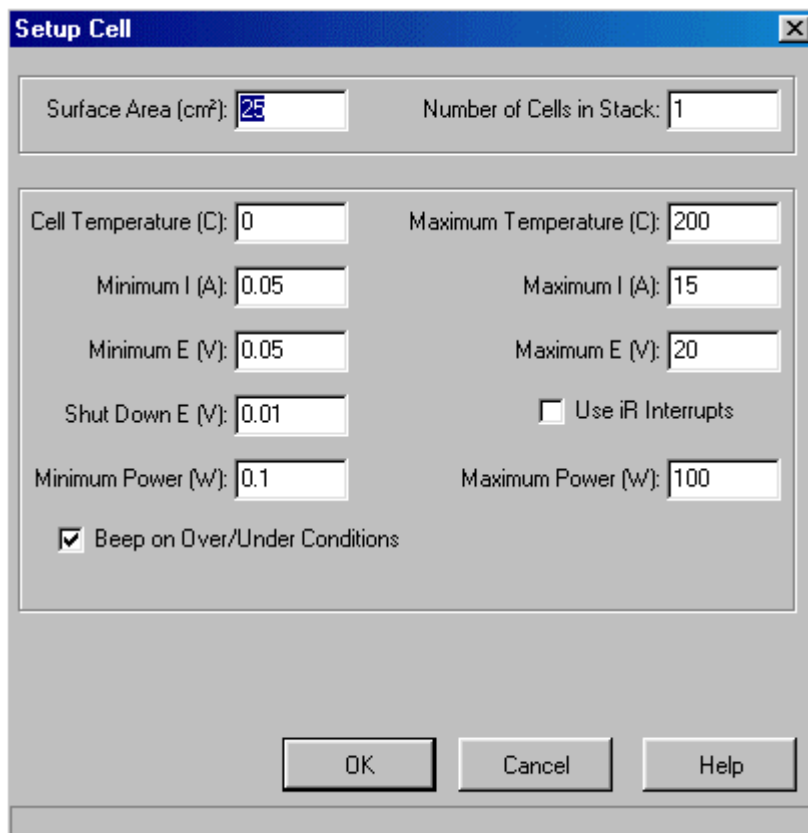 Setup Cell
Surface Area (cm²): 25 Number of Cells in Stack: 1
Cell Temperature (C): 0 Maximum Temperature (C): 200
Minimum I (A): 0.05 Maximum I (A): 15
Minimum E (V): 0.05 Maximum E (V): 20
Shut Down E (V): 0.01 Use iR Interrupts
Minimum Power (W): 0.1 Maximum Power (W): 100
Beep on Over/Under Conditions
OK Cancel Help